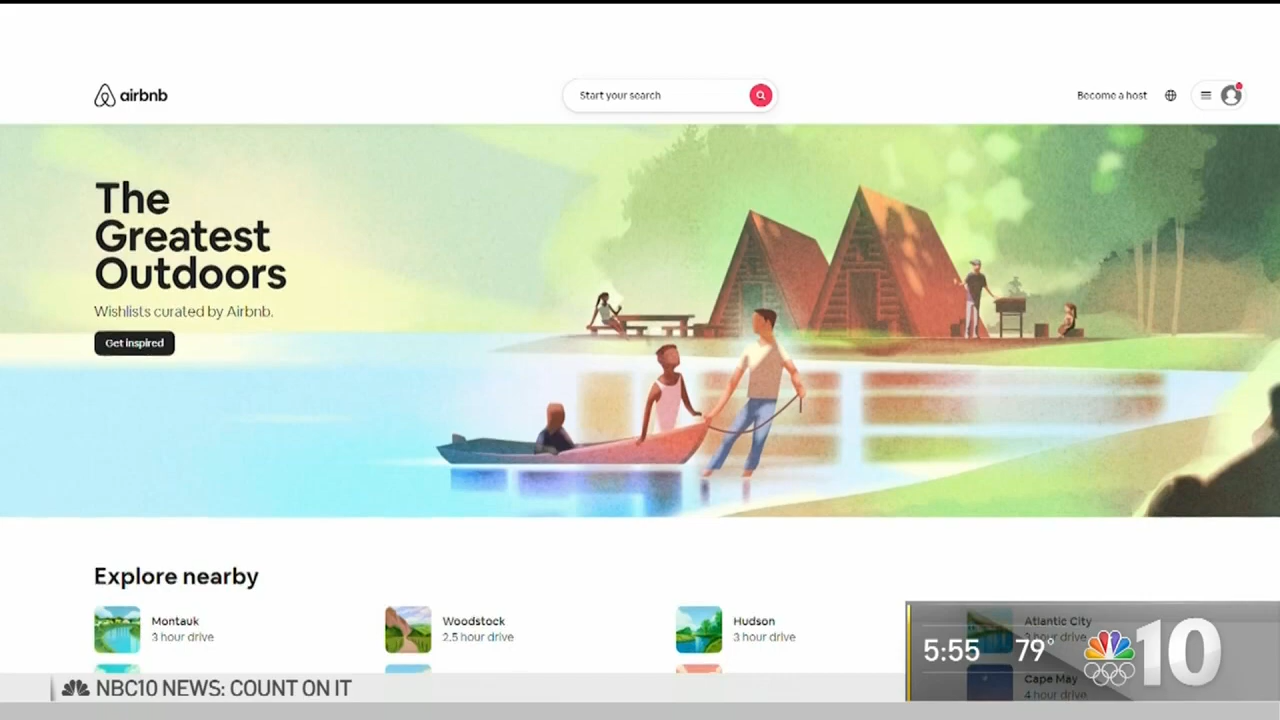 airbnb
Start your search
Become a host
The
Greatest
Outdoors
Wishlists curated by Airbnb.
Get inspired
Explore nearby
Montauk
3 hour drive
Woodstock
2.5 hour drive
Hudson
3 hour drive
Atlantic City
hour drive
Cape May
4 hour drive
5:55
79°
10
NBC10 NEWS: COUNT ON IT